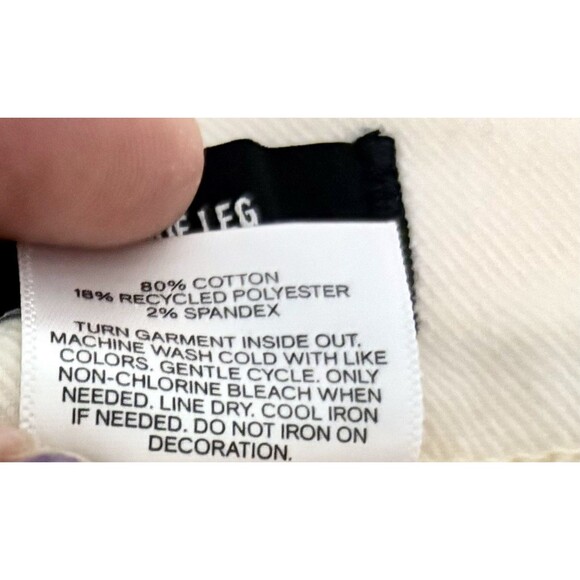 LEG
80% COTTON
18% RECYCLED POLYESTER
2% SPANDEX
TURN GARMENT INSIDE OUT.
MACHINE WASH COLD WITH LIKE
COLORS. GENTLE CYCLE. ONLY
NON-CHLORINE BLEACH WHEN
NEEDED. LINE DRY. COOL IRON
IF NEEDED. DO NOT IRON ON
DECORATION.